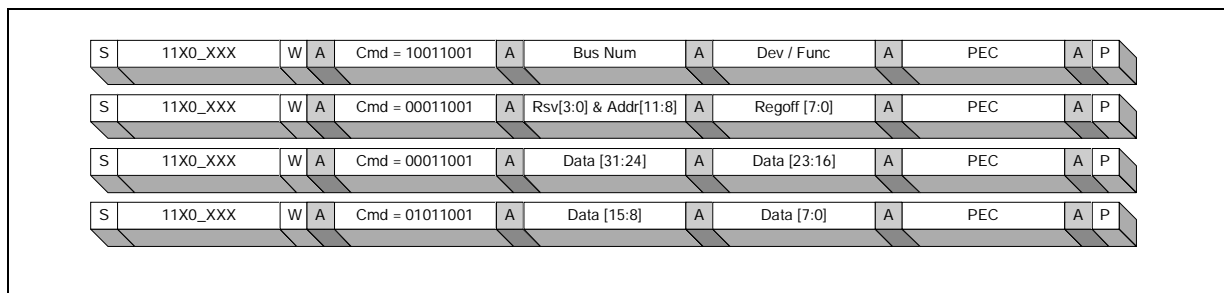 S 11X0_XXX W A Cmd = 10011001 A Bus Num A Dev / Func A PEC A P
S 11X0_XXX W A Cmd = 00011001 A Rsv[3:0] & Addr[11:8] A Regoff [7:0] A PEC A P
S 11X0_XXX W A Cmd = 00011001 A Data [31:24] A Data [23:16] A PEC A P
S 11X0_XXX W A Cmd = 01011001 A Data [15:8] A Data [7:0] A PEC A P